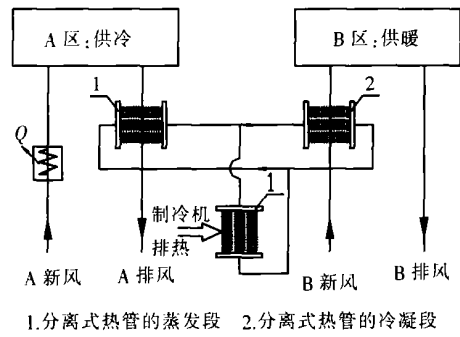 A 区:供冷
B 区:供暖
1
2
Q
1
制冷机
排热
A 新风
A 排风
B 新风
B 排风
1.分离式热管的蒸发段 2.分离式热管的冷凝段